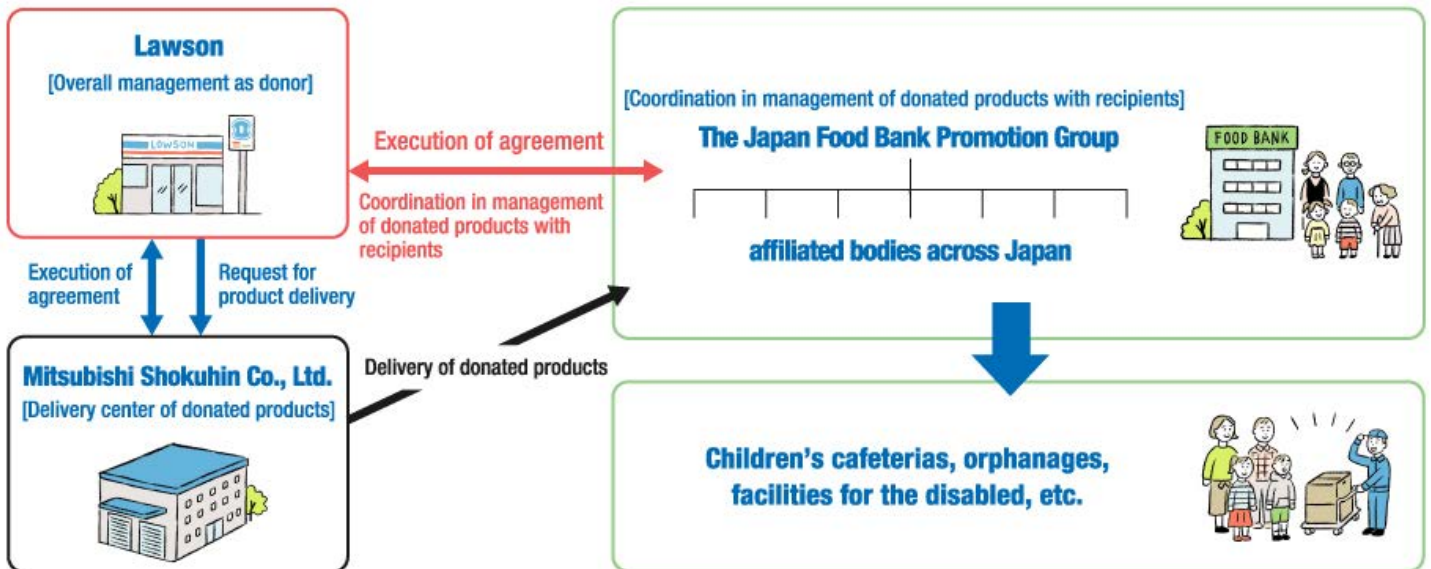 Lawson
[Overall management as donor]
LOWSON
Execution of agreement
Coordination in management
of donated products with
recipients
[Coordination in management of donated products with recipients]
The Japan Food Bank Promotion Group
affiliated bodies across Japan
FOOD BANK
Execution of
agreement
Request for
product delivery
Mitsubishi Shokuhin Co., Ltd.
[Delivery center of donated products]
Delivery of donated products
Children's cafeterias, orphanages,
facilities for the disabled, etc.